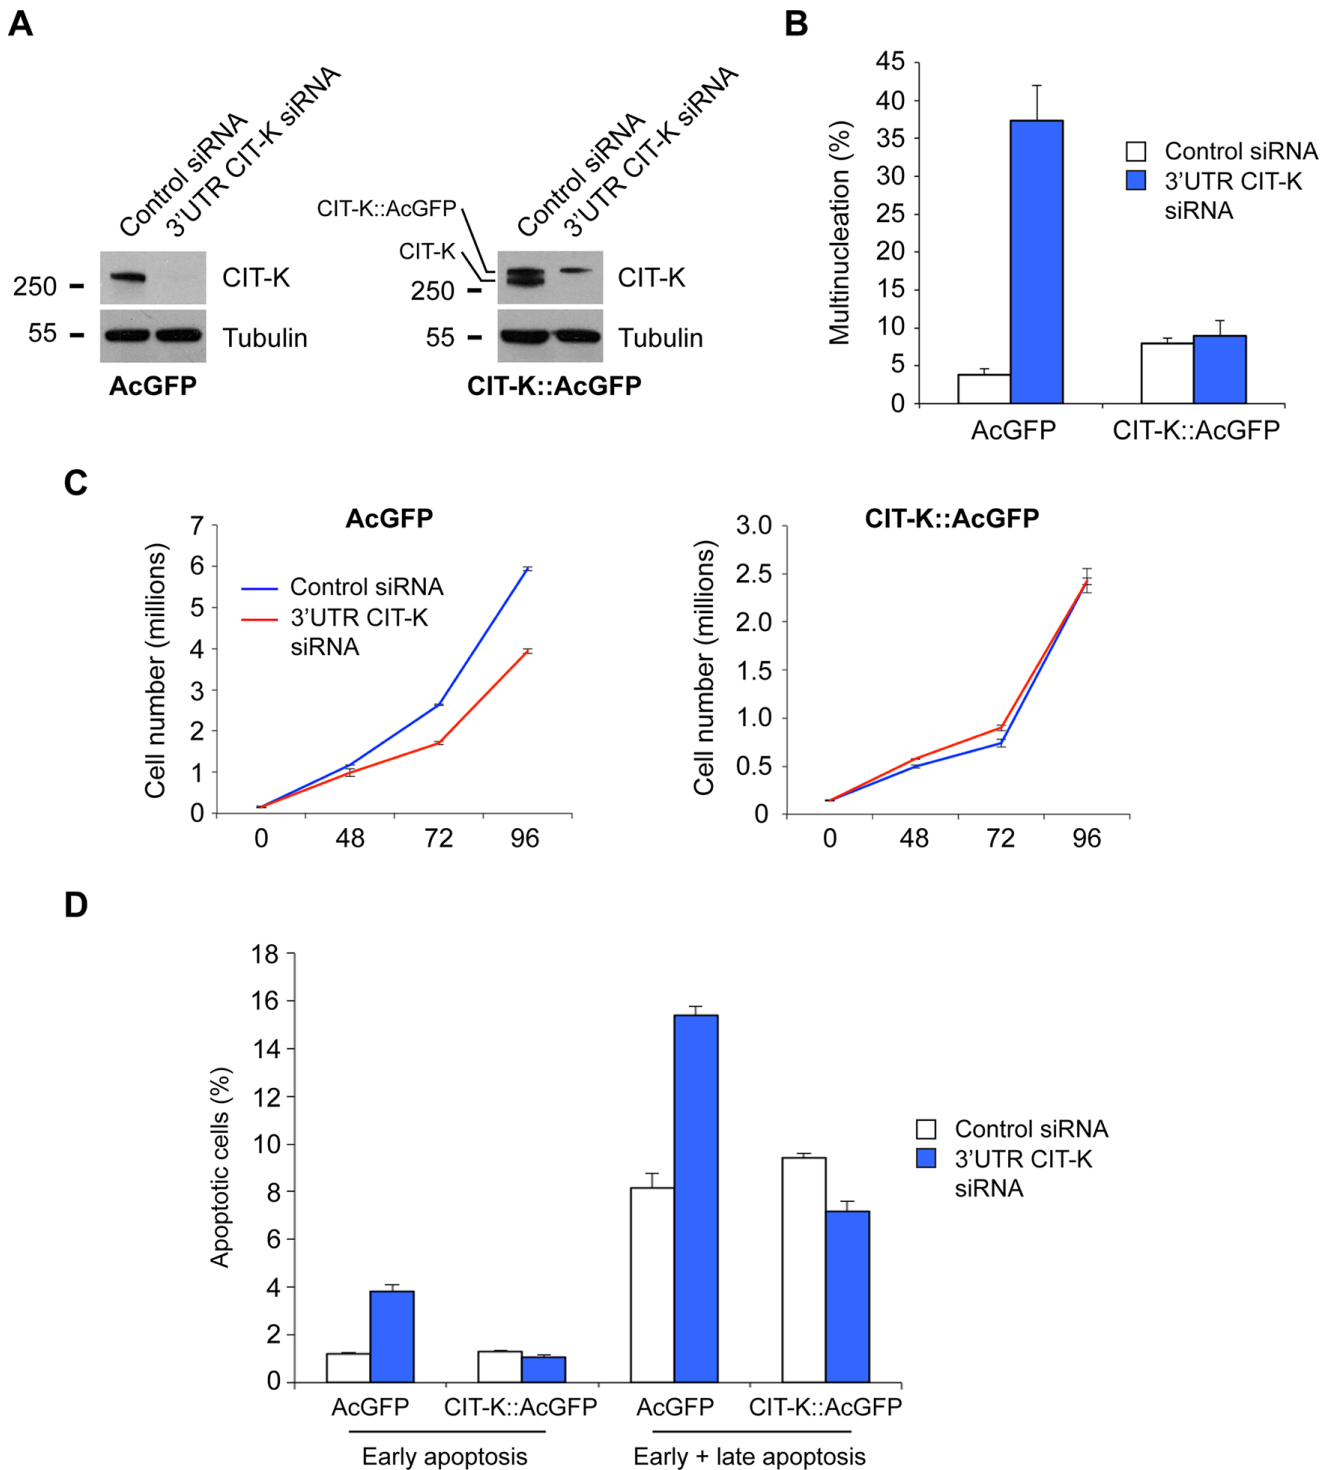 A
Control siRNA
3’UTR CIT-K siRNA
250
CIT-K
55
Tubulin
AcGFP
Control siRNA
3’UTR CIT-K siRNA
CIT-K::AcGFP
CIT-K
250
CIT-K
55
Tubulin
CIT-K::AcGFP
B
45
40
35
30
25
20
15
10
5
0
Multinucleation (%)
Control siRNA
3’UTR CIT-K
siRNA
AcGFP
CIT-K::AcGFP
C
AcGFP
7
6
5
4
3
2
1
0
Cell number (millions)
Control siRNA
3’UTR CIT-K
siRNA
0
48
72
96
CIT-K::AcGFP
3.0
2.5
2.0
1.5
1.0
0.5
0
Cell number (millions)
0
48
72
96
D
18
16
14
12
10
8
6
4
2
0
Apoptotic cells (%)
Control siRNA
3’UTR CIT-K
siRNA
AcGFP
CIT-K::AcGFP
AcGFP
CIT-K::AcGFP
Early apoptosis
Early + late apoptosis